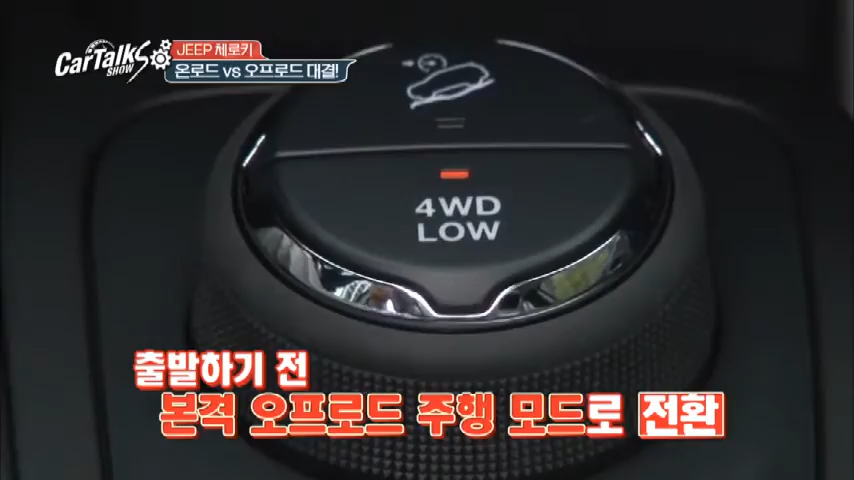 CarTalks
SHOW
JEEP 체로키
온로드 vs 오프로드 대결!
4WD
LOW
출발하기 전
본격 오프로드 주행 모드로 전환